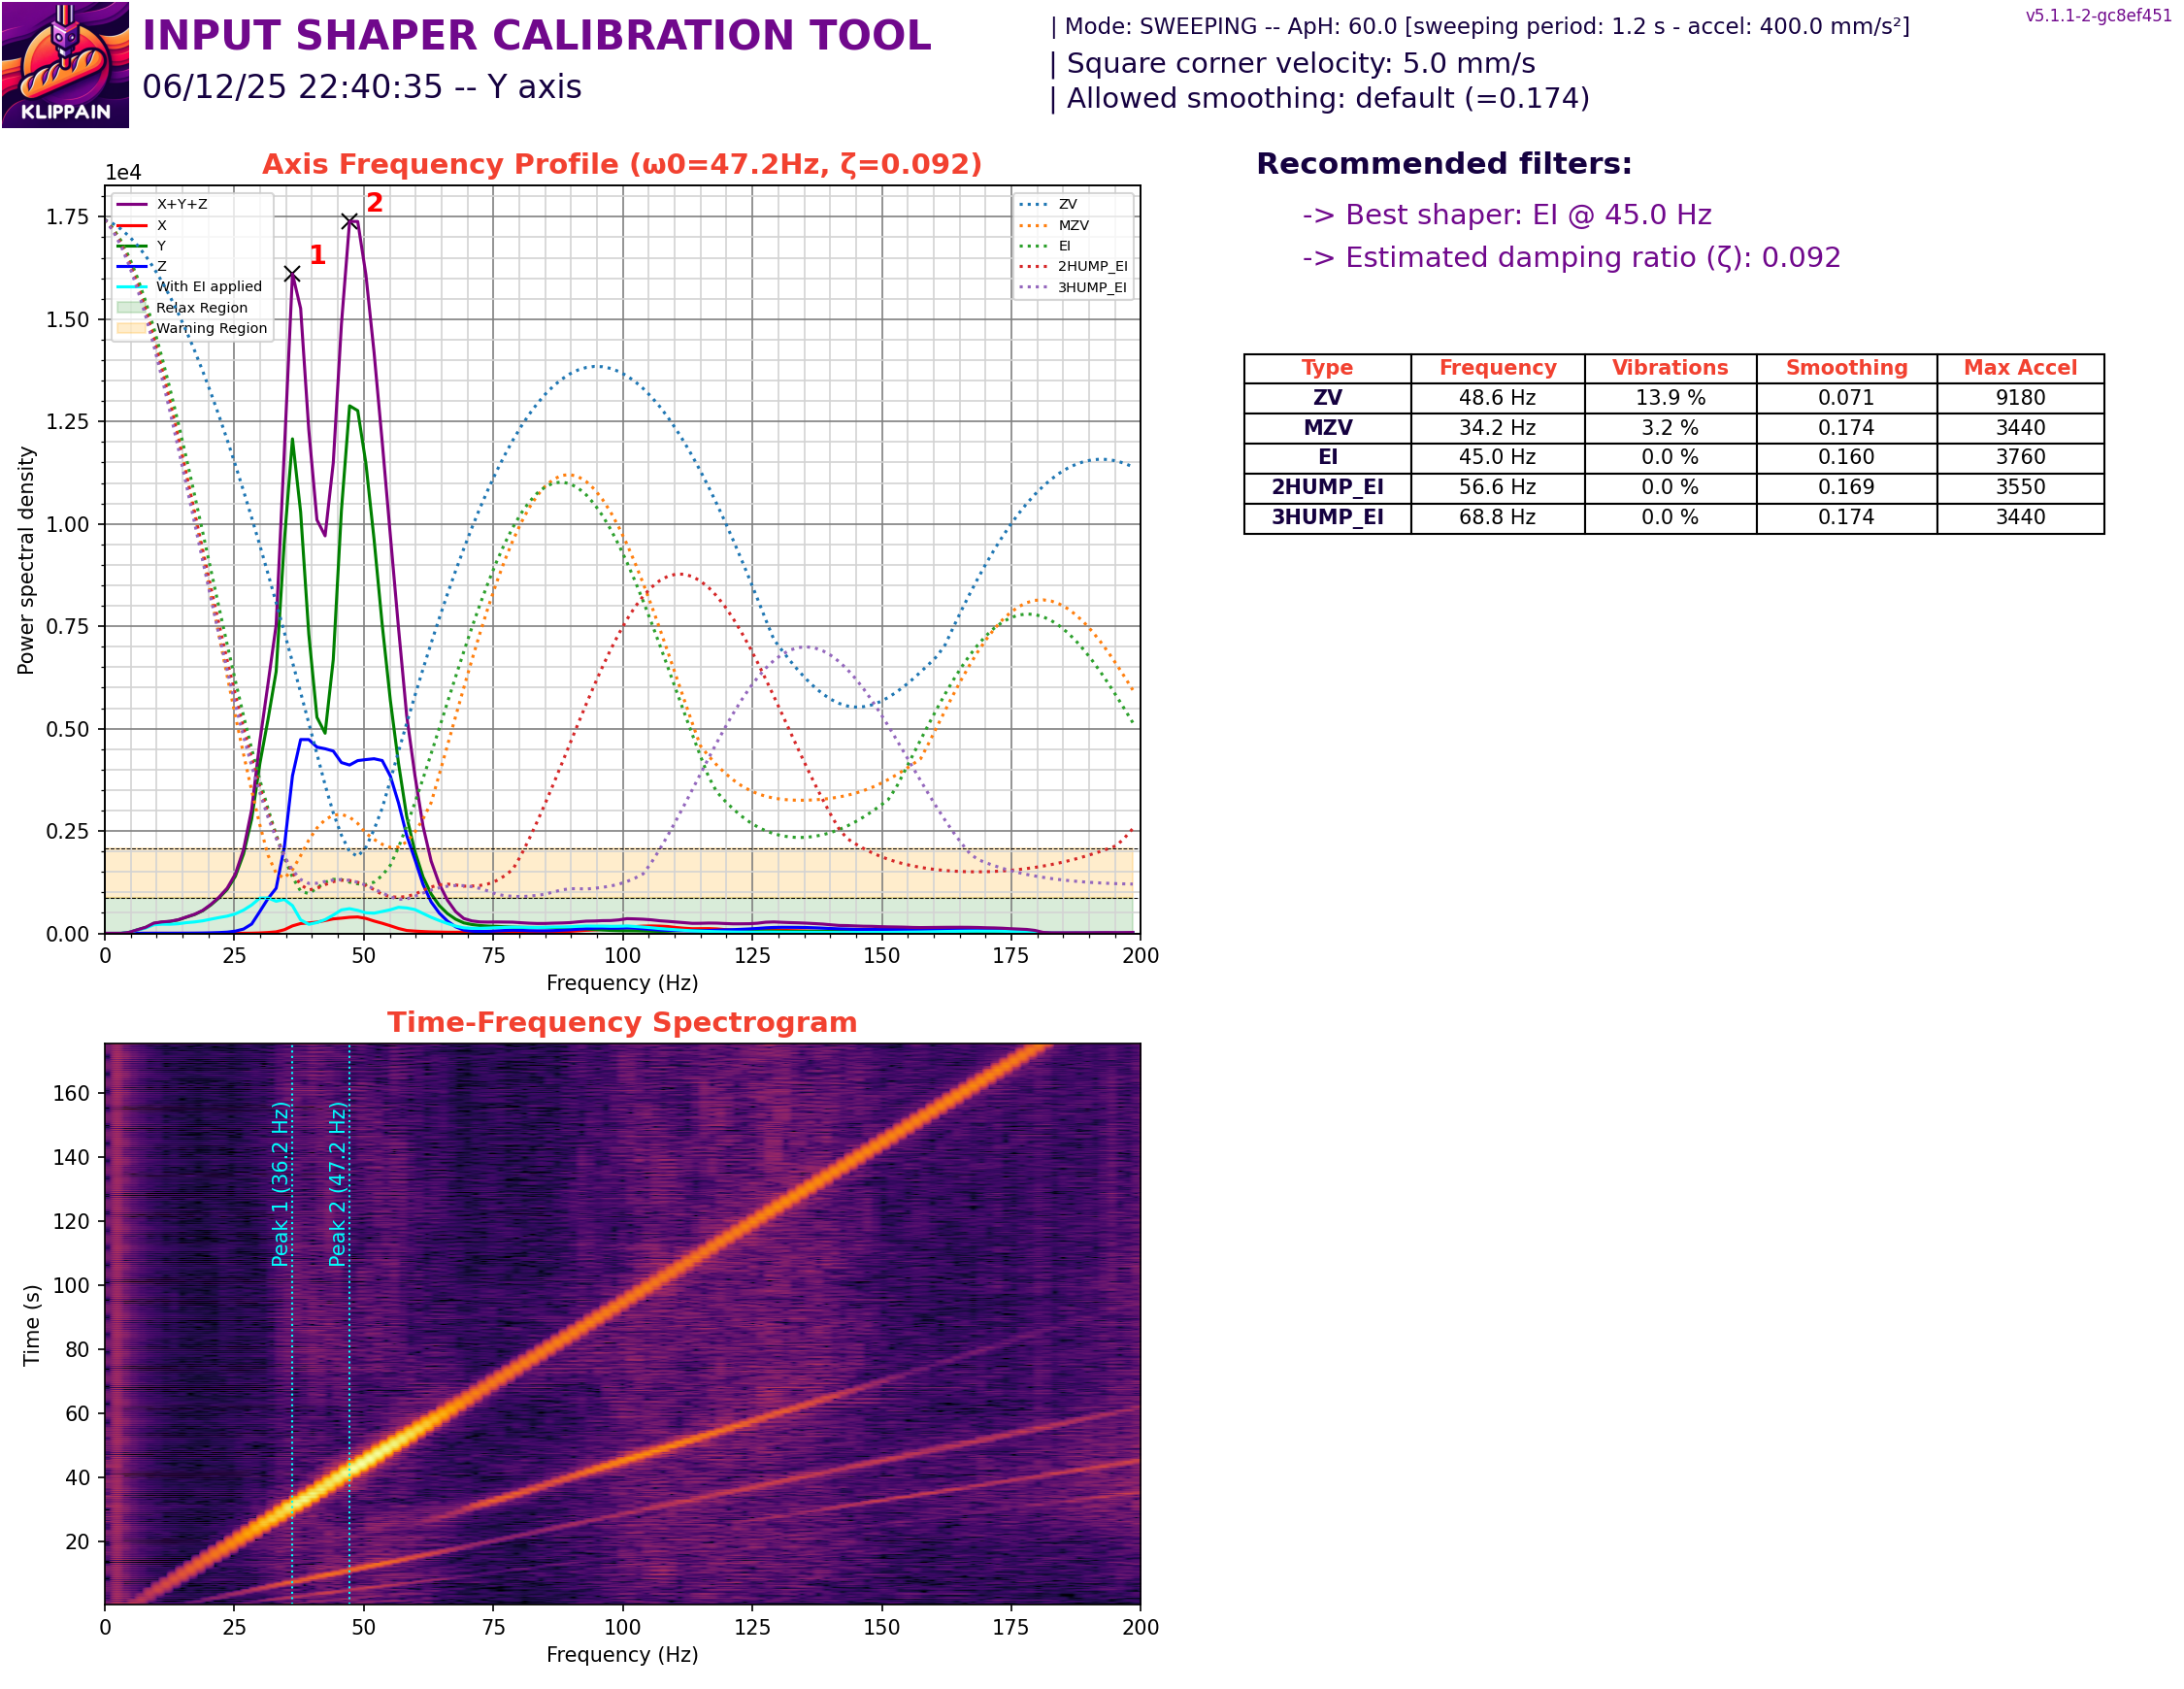 KLIPPAIN
INPUT SHAPER CALIBRATION TOOL
06/12/25 22:40:35 -- Y axis
| Mode: SWEEPING -- ApH: 60.0 [sweeping period: 1.2 s - accel: 400.0 mm/s²]
| Square corner velocity: 5.0 mm/s
| Allowed smoothing: default (=0.174)
v5.1.1-2-gc8ef451
Axis Frequency Profile (ω0=47.2Hz, ζ=0.092)
1e4
1.75
1.50
1.25
1.00
0.75
0.50
0.25
0.00
Power spectral density
X+Y+Z
X
Y
Z
With EI applied
Relax Region
Warning Region
1
2
ZV
MZV
EI
2HUMP_EI
3HUMP_EI
0 25 50 75 100 125 150 175 200
Frequency (Hz)
Recommended filters:
-> Best shaper: EI @ 45.0 Hz
-> Estimated damping ratio (ζ): 0.092
Type Frequency Vibrations Smoothing Max Accel
ZV 48.6 Hz 13.9 % 0.071 9180
MZV 34.2 Hz 3.2 % 0.174 3440
EI 45.0 Hz 0.0 % 0.160 3760
2HUMP_EI 56.6 Hz 0.0 % 0.169 3550
3HUMP_EI 68.8 Hz 0.0 % 0.174 3440
Time-Frequency Spectrogram
160
140
120
100
80
60
40
20
Time (s)
Peak 1 (36.2 Hz)
Peak 2 (47.2 Hz)
0 25 50 75 100 125 150 175 200
Frequency (Hz)